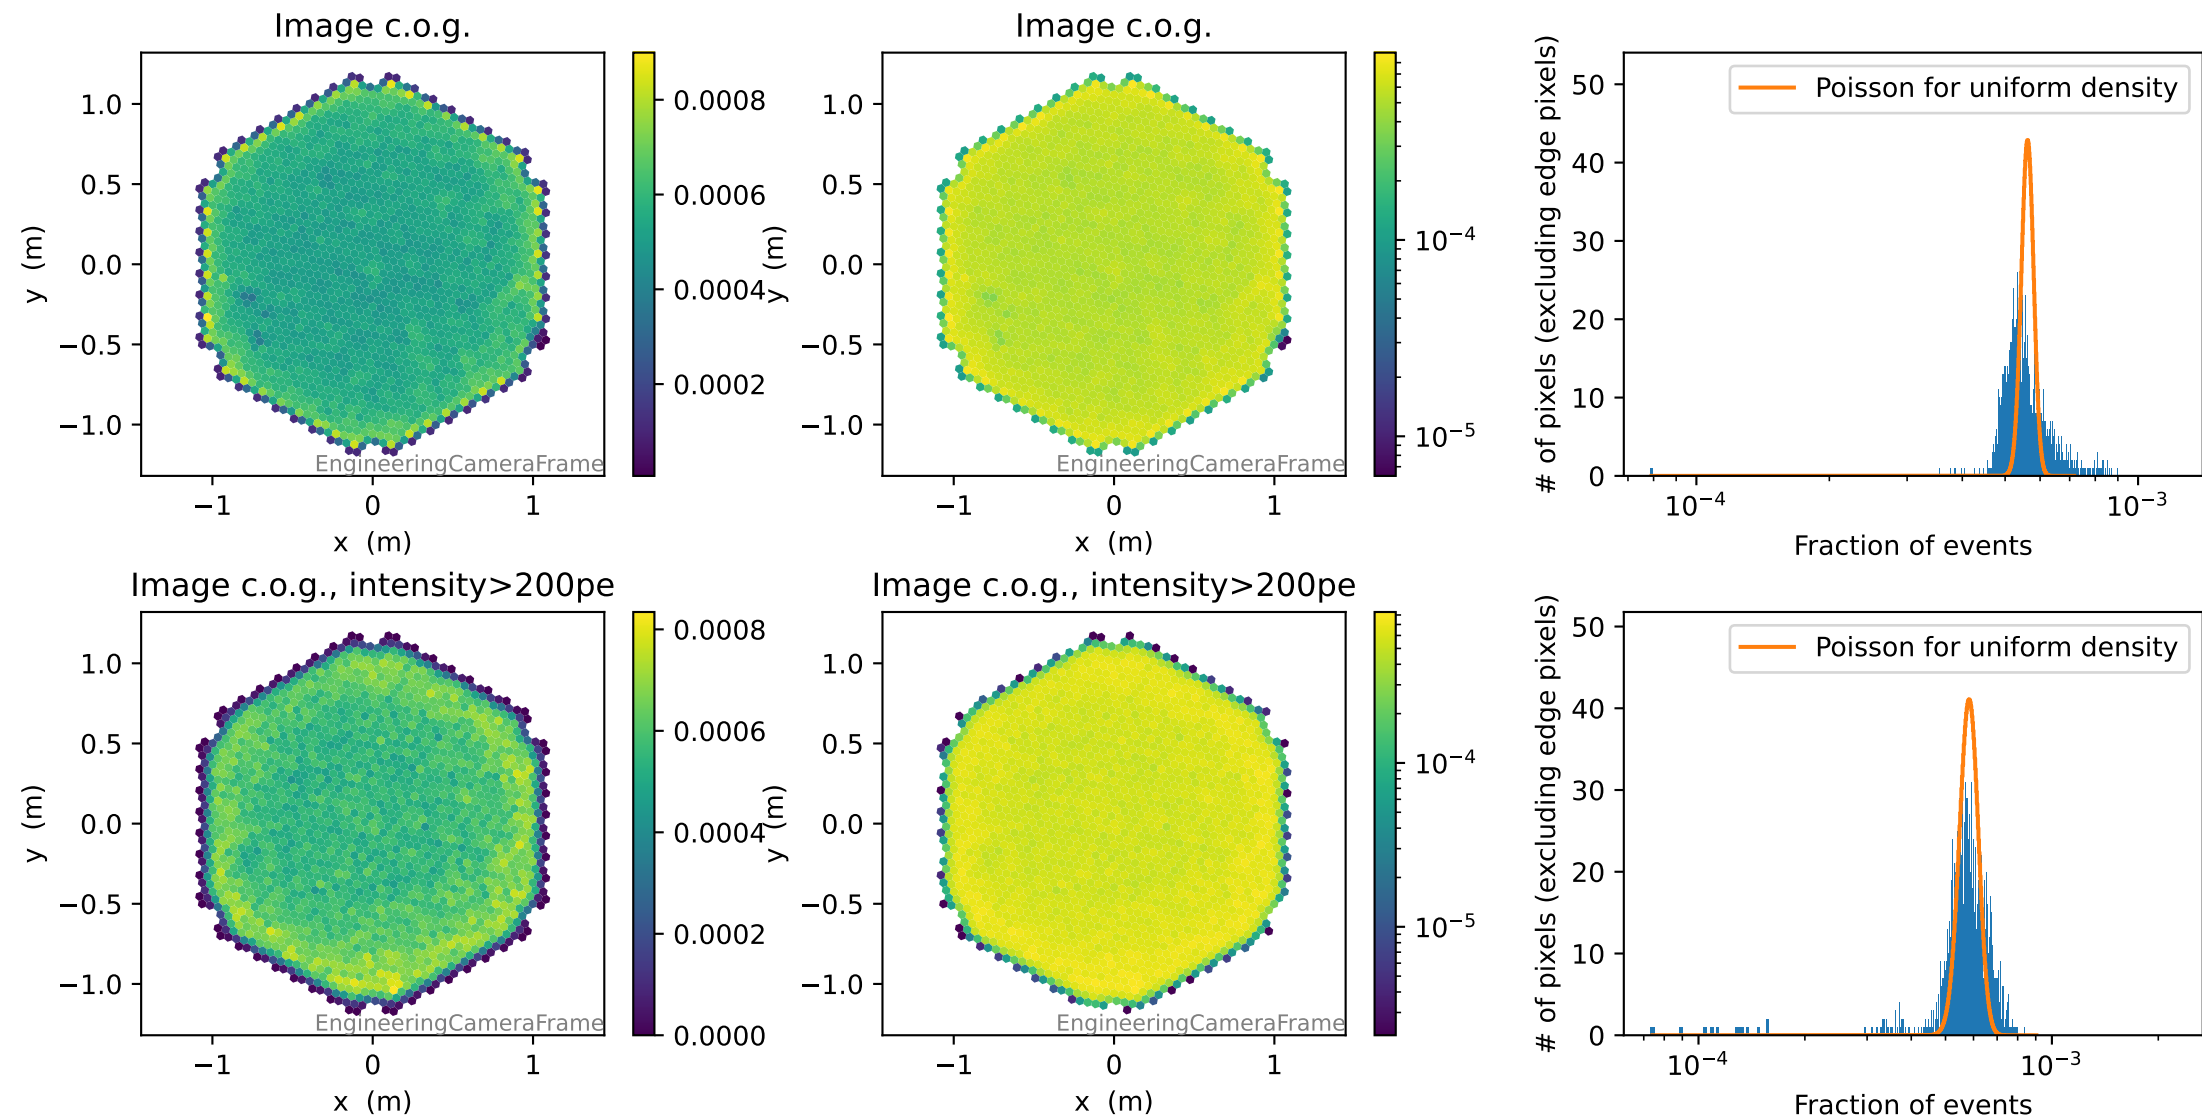 Image c.o.g.
1.0
0.5
0.0
−0.5
−1.0
y (m)
−1
0
1
x (m)
EngineeringCameraFrame
0.0008
0.0006
0.0004
0.0002
Image c.o.g.
1.0
0.5
0.0
−0.5
−1.0
y (m)
−1
0
1
x (m)
EngineeringCameraFrame
10⁻⁴
10⁻⁵
# of pixels (excluding edge pixels)
50
40
30
20
10
0
Poisson for uniform density
10⁻⁴
10⁻³
Fraction of events
Image c.o.g., intensity>200pe
1.0
0.5
0.0
−0.5
−1.0
y (m)
−1
0
1
x (m)
EngineeringCameraFrame
0.0008
0.0006
0.0004
0.0002
0.0000
Image c.o.g., intensity>200pe
1.0
0.5
0.0
−0.5
−1.0
y (m)
−1
0
1
x (m)
EngineeringCameraFrame
10⁻⁴
10⁻⁵
# of pixels (excluding edge pixels)
50
40
30
20
10
0
Poisson for uniform density
10⁻⁴
10⁻³
Fraction of events